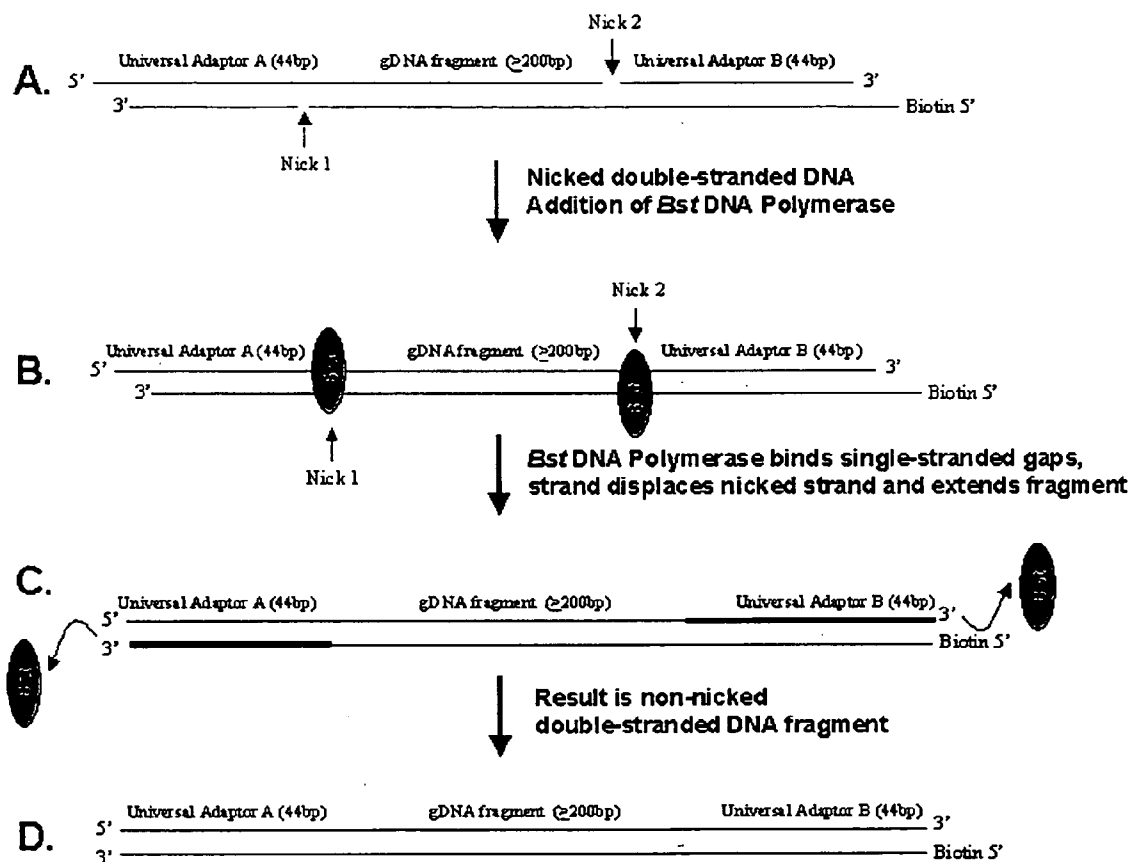 Nick 2
Universal Adaptor A (44bp) gDNA fragment (≥200bp) Universal Adaptor B (44bp)
A. 5' 3'
3' Biotin 5'
Nick 1
Nicked double-stranded DNA
Addition of Bst DNA Polymerase
Nick 2
Universal Adaptor A (44bp) gDNA fragment (≥200bp) Universal Adaptor B (44bp)
B. 5' 3'
3' Biotin 5'
Nick 1
Bst DNA Polymerase binds single-stranded gaps,
strand displaces nicked strand and extends fragment
C.
Universal Adaptor A (44bp) gDNA fragment (≥200bp) Universal Adaptor B (44bp)
5' 3'
3' Biotin 5'
Result is non-nicked
double-stranded DNA fragment
Universal Adaptor A (44bp) gDNA fragment (≥200bp) Universal Adaptor B (44bp)
D. 5' 3'
3' Biotin 5'